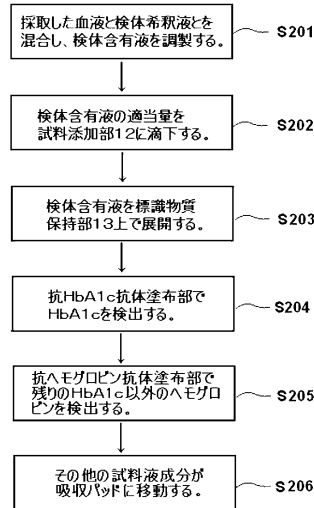 採取した血液と検体希釈液とを
混合し、検体含有液を調製する。
S201
検体含有液の適当量を
試料添加部12に滴下する。
S202
検体含有液を標識物質
保持部13上で展開する。
S203
抗HbA1c抗体塗布部で
HbA1cを検出する。
S204
抗ヘモグロビン抗体塗布部で
残りのHbA1c以外のヘモグロ
ビンを検出する。
S205
その他の試料液成分が
吸収パッドに移動する。
S206